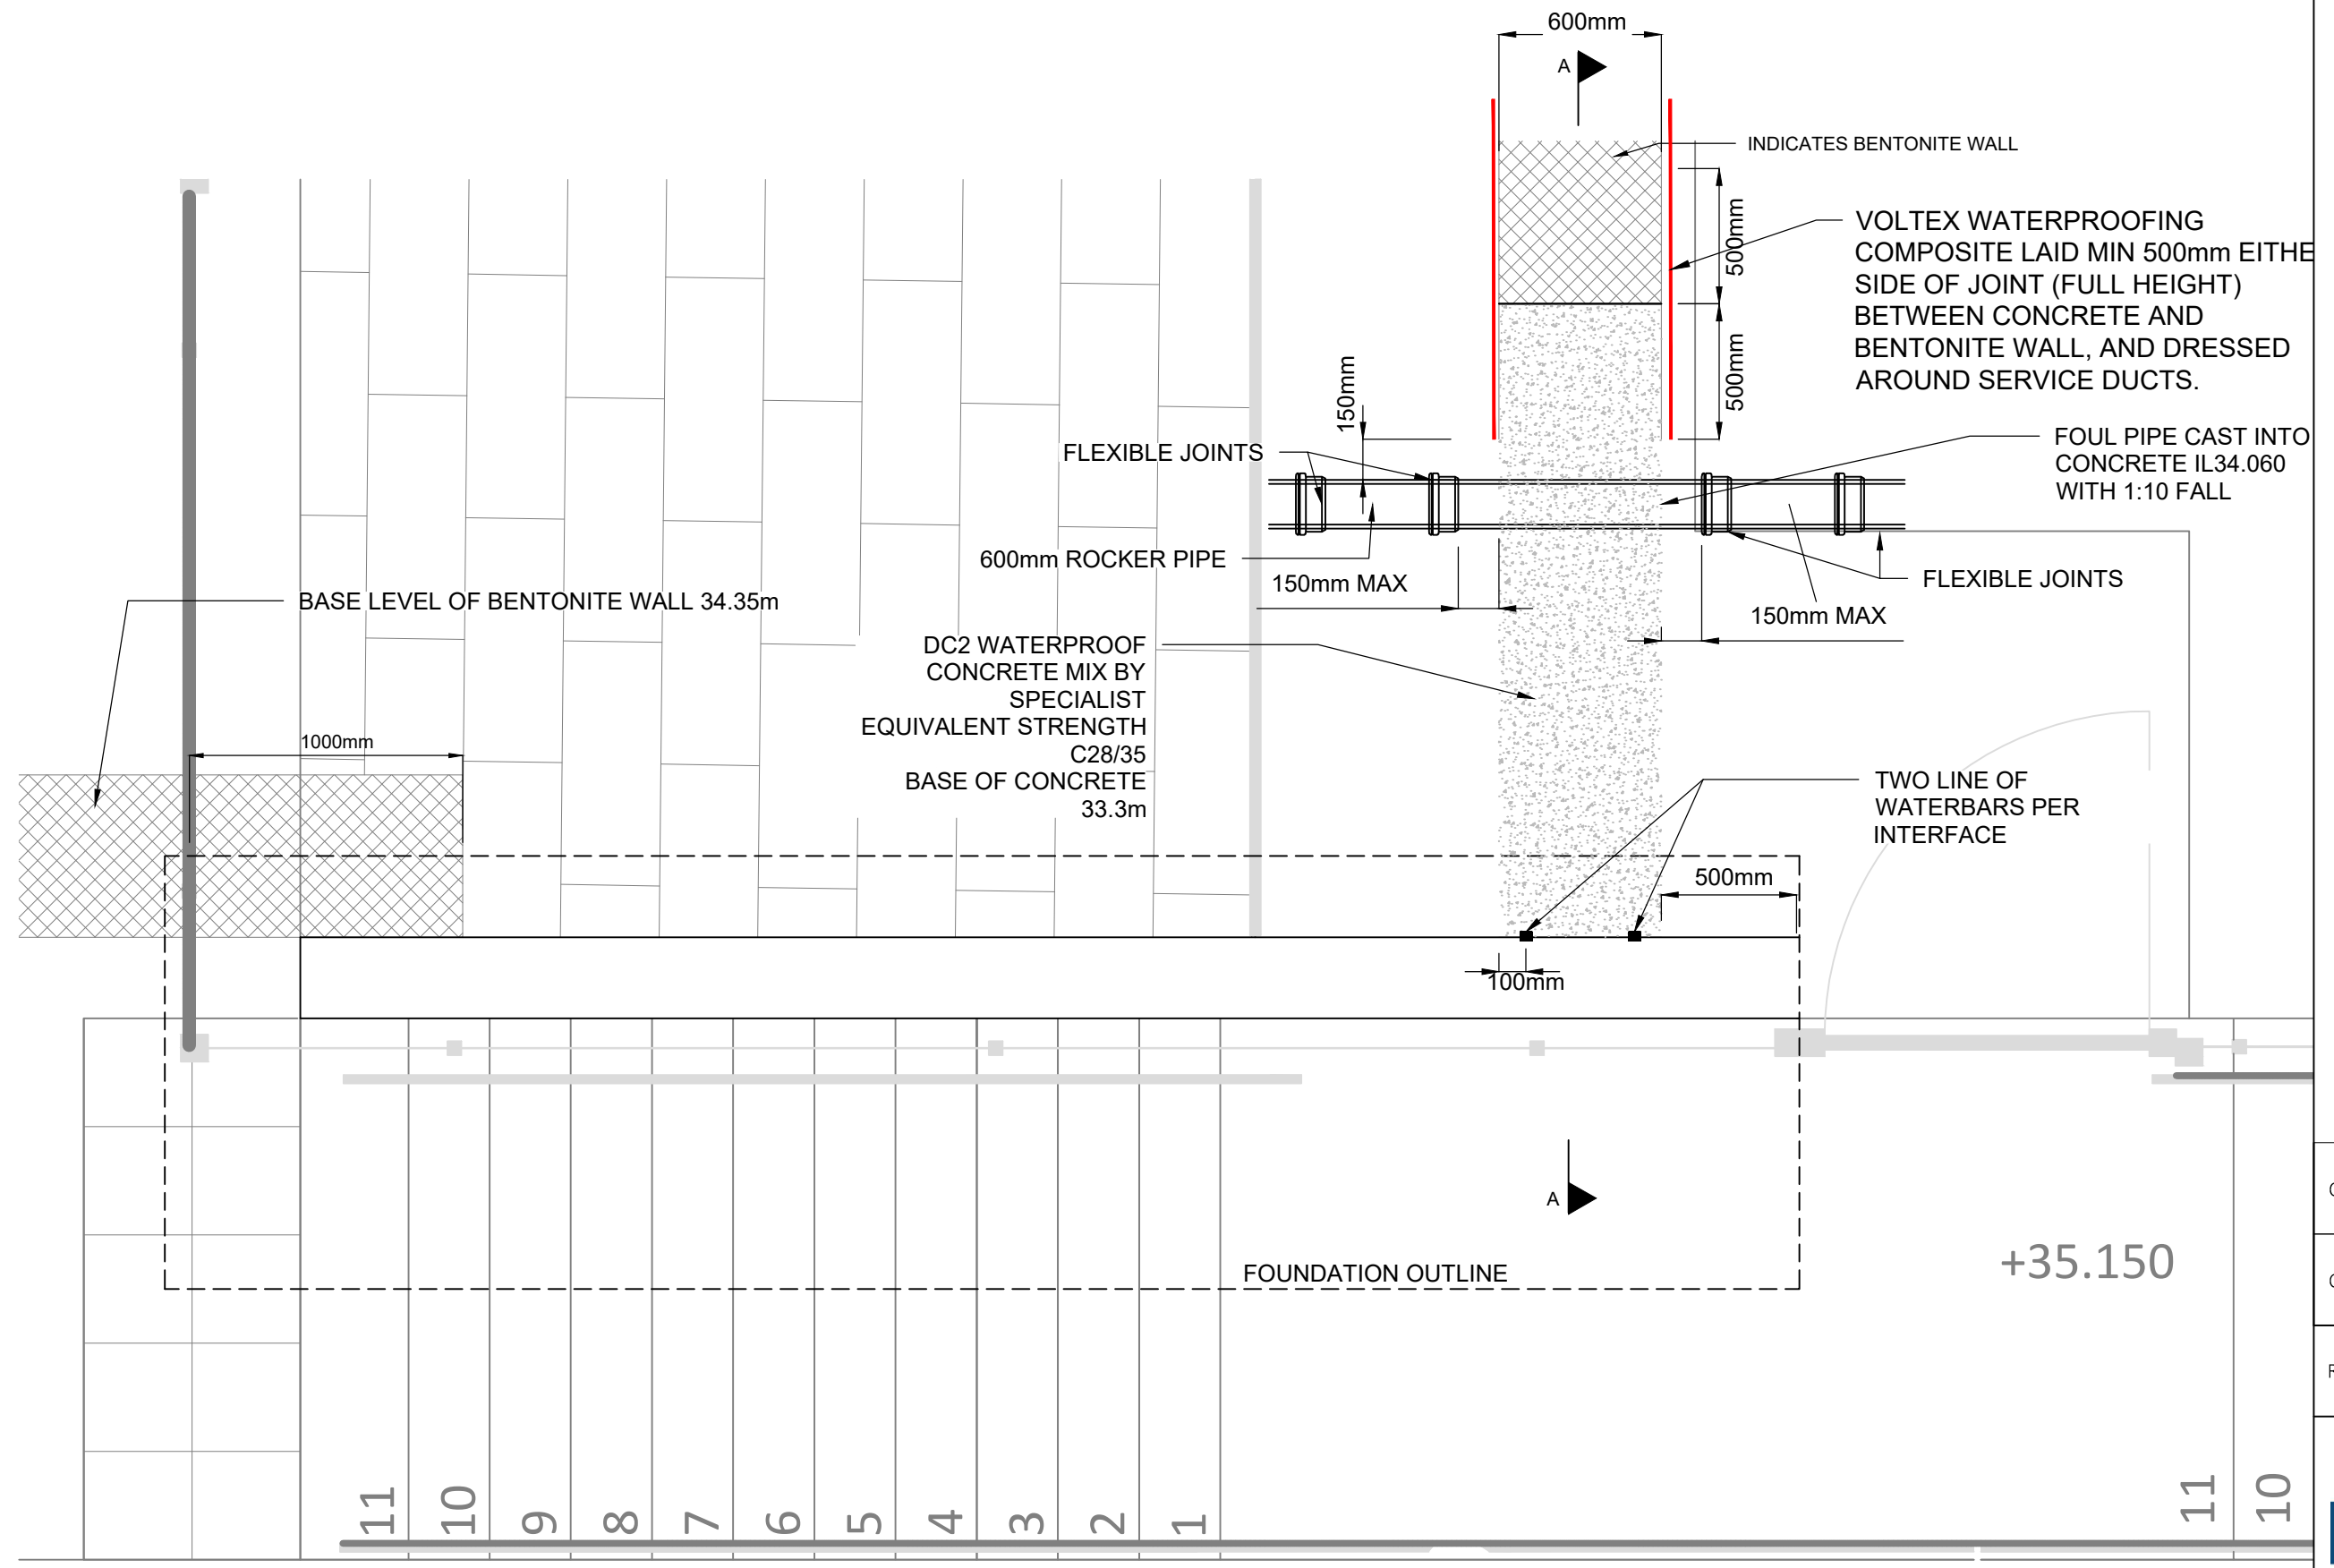 600mm
A
INDICATES BENTONITE WALL
500mm
VOLTEX WATERPROOFING
COMPOSITE LAID MIN 500mm EITHE
SIDE OF JOINT (FULL HEIGHT)
BETWEEN CONCRETE AND
BENTONITE WALL, AND DRESSED
AROUND SERVICE DUCTS.
500mm
150mm
FLEXIBLE JOINTS
FOUL PIPE CAST INTO
CONCRETE IL34.060
WITH 1:10 FALL
600mm ROCKER PIPE
150mm MAX
FLEXIBLE JOINTS
150mm MAX
BASE LEVEL OF BENTONITE WALL 34.35m
DC2 WATERPROOF
CONCRETE MIX BY
SPECIALIST
EQUIVALENT STRENGTH
C28/35
BASE OF CONCRETE
33.3m
1000mm
TWO LINE OF
WATERBARS PER
INTERFACE
500mm
100mm
A
FOUNDATION OUTLINE
+35.150
11
10
9
8
7
6
5
4
3
2
1
11
10